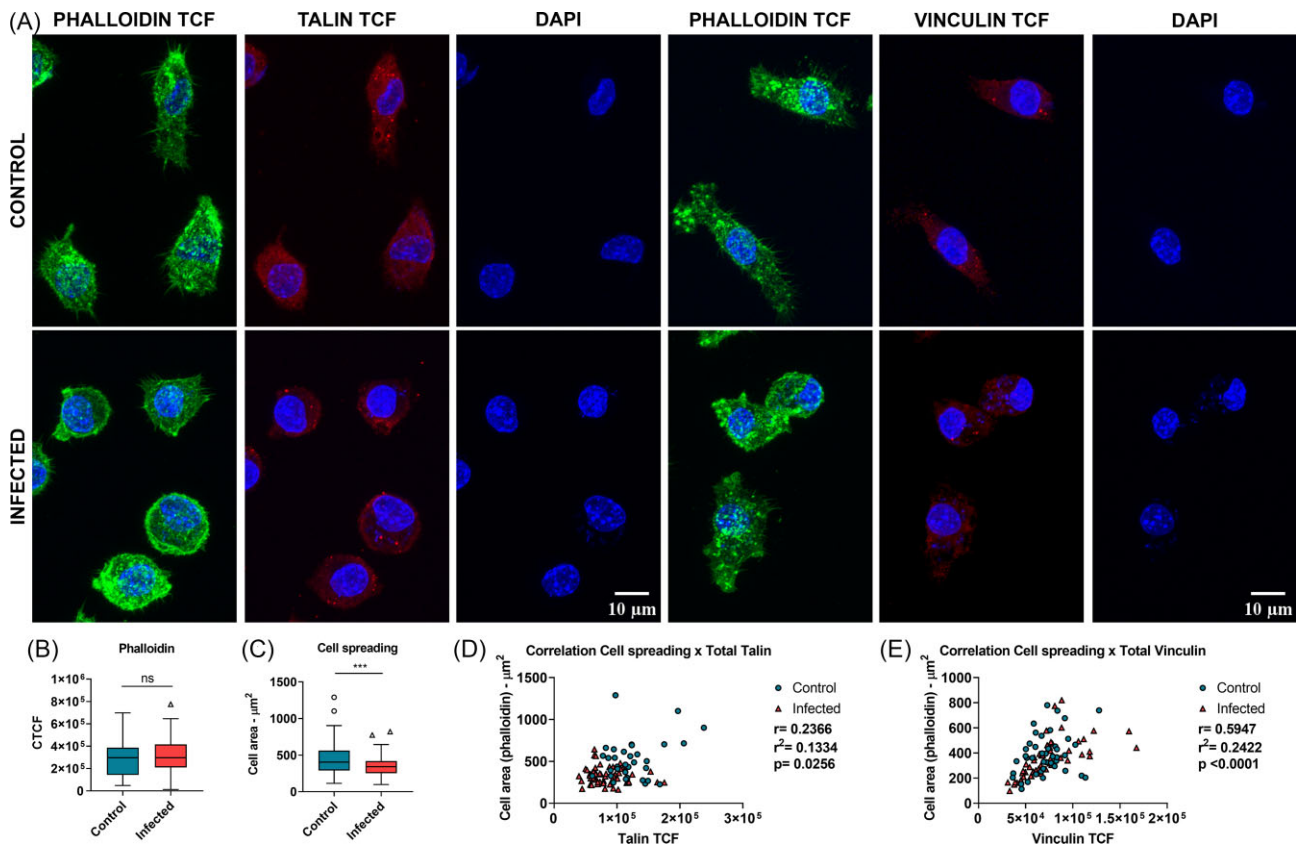 (A) PHALLOIDIN TCF TALIN TCF DAPI PHALLOIDIN TCF VINCULIN TCF DAPI
CONTROL
INFECTED
10 μm
10 μm
(B)
Phalloidin
ns
CTCF
1×10⁶
8×10⁵
6×10⁵
4×10⁵
2×10⁵
0
Control
Infected
(C)
Cell spreading
***
Cell area - μm²
1500
1000
500
0
Control
Infected
(D)
Correlation Cell spreading x Total Talin
Cell area (phalloidin) - μm²
1500
1000
500
0
0 1×10⁵ 2×10⁵ 3×10⁵
Talin TCF
Control
Infected
r= 0.2366
r²= 0.1334
p= 0.0256
(E)
Correlation Cell spreading x Total Vinculin
Cell area (phalloidin) - μm²
1000
800
600
400
200
0
0 5×10⁴ 1×10⁵ 1.5×10⁵ 2×10⁵
Vinculin TCF
Control
Infected
r= 0.5947
r²= 0.2422
p <0.0001